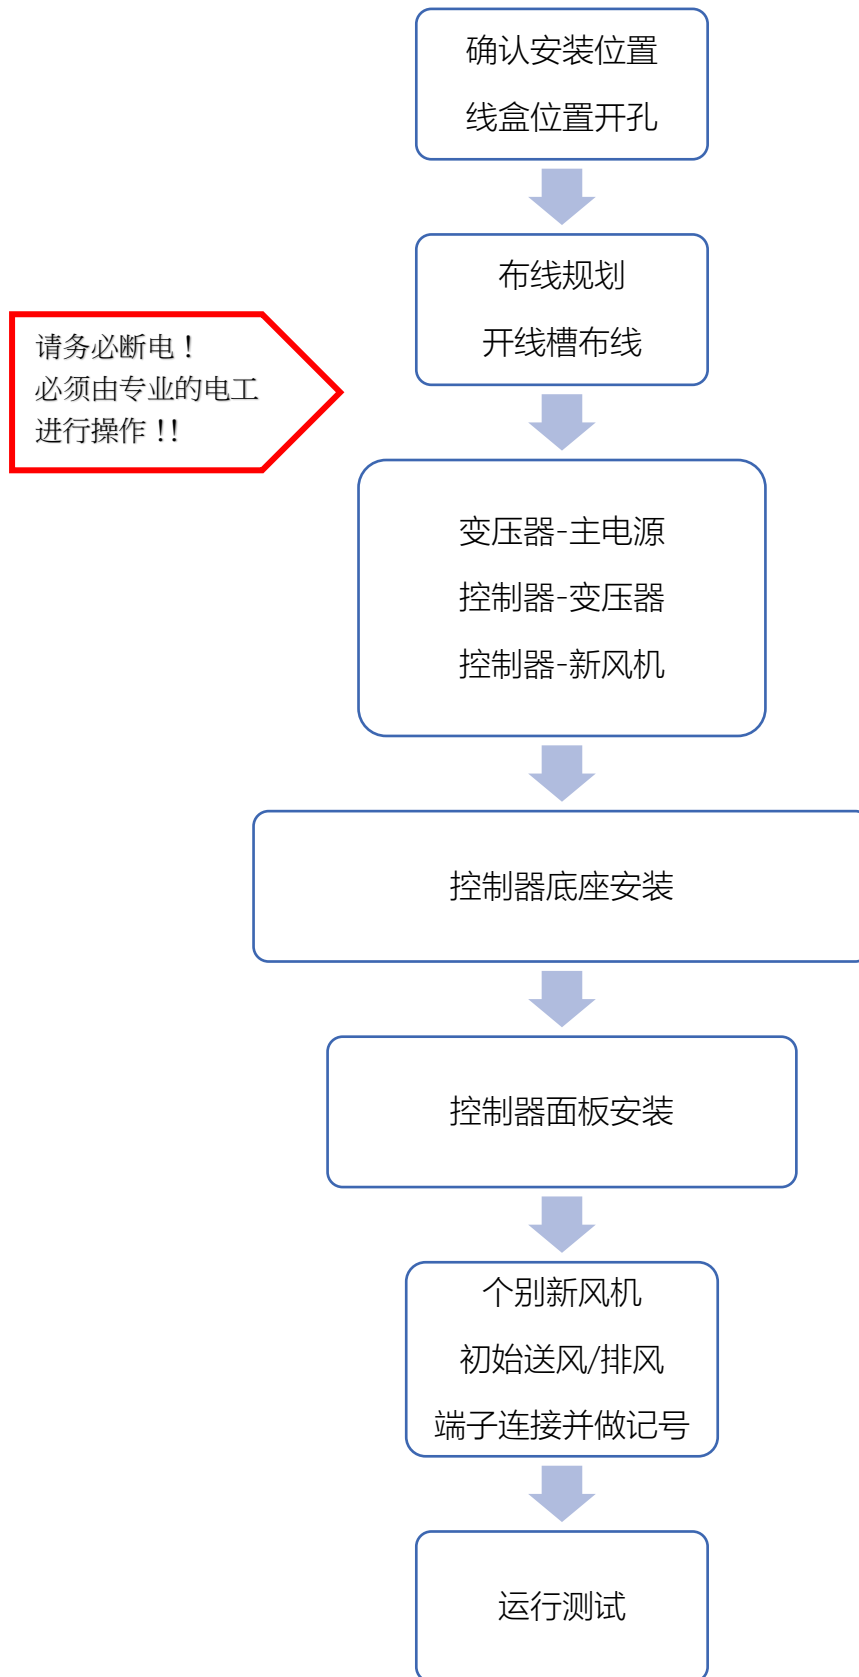 确认安装位置
线盒位置开孔
布线规划
开线槽布线
请务必断电！
必须由专业的电工
进行操作！!
变压器-主电源
控制器-变压器
控制器-新风机
控制器底座安装
控制器面板安装
个别新风机
初始送风/排风
端子连接并做记号
运行测试